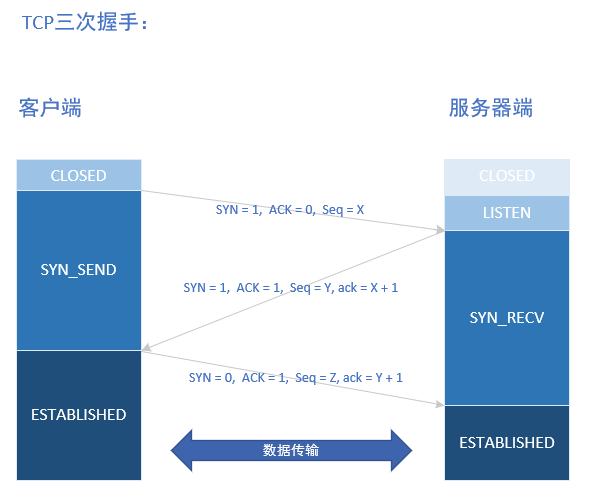 TCP三次握手：
客户端
服务器端
CLOSED
CLOSED
LISTEN
SYN = 1, ACK = 0, Seq = X
SYN_SEND
SYN = 1, ACK = 1, Seq = Y, ack = X + 1
SYN_RECV
SYN = 0, ACK = 1, Seq = Z, ack = Y + 1
ESTABLISHED
ESTABLISHED
数据传输